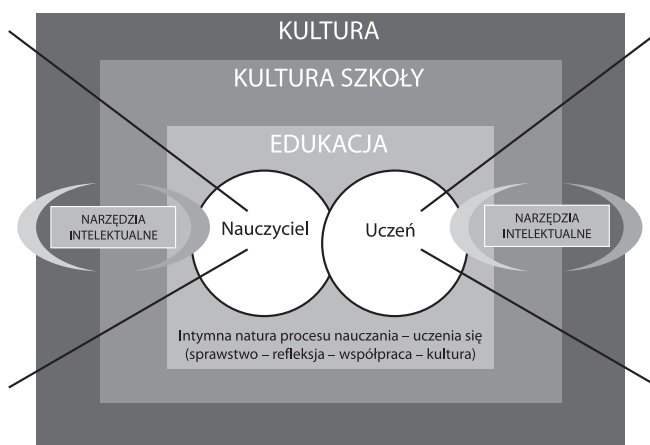 KULTURA
KULTURA SZKOŁY
EDUKACJA
NARZĘDZIA
INTELEKTUALNE
Nauczyciel
Uczeń
NARZĘDZIA
INTELEKTUALNE
Intymna natura procesu nauczania – uczenia się
(sprawstwo – refleksja – współpraca – kultura)